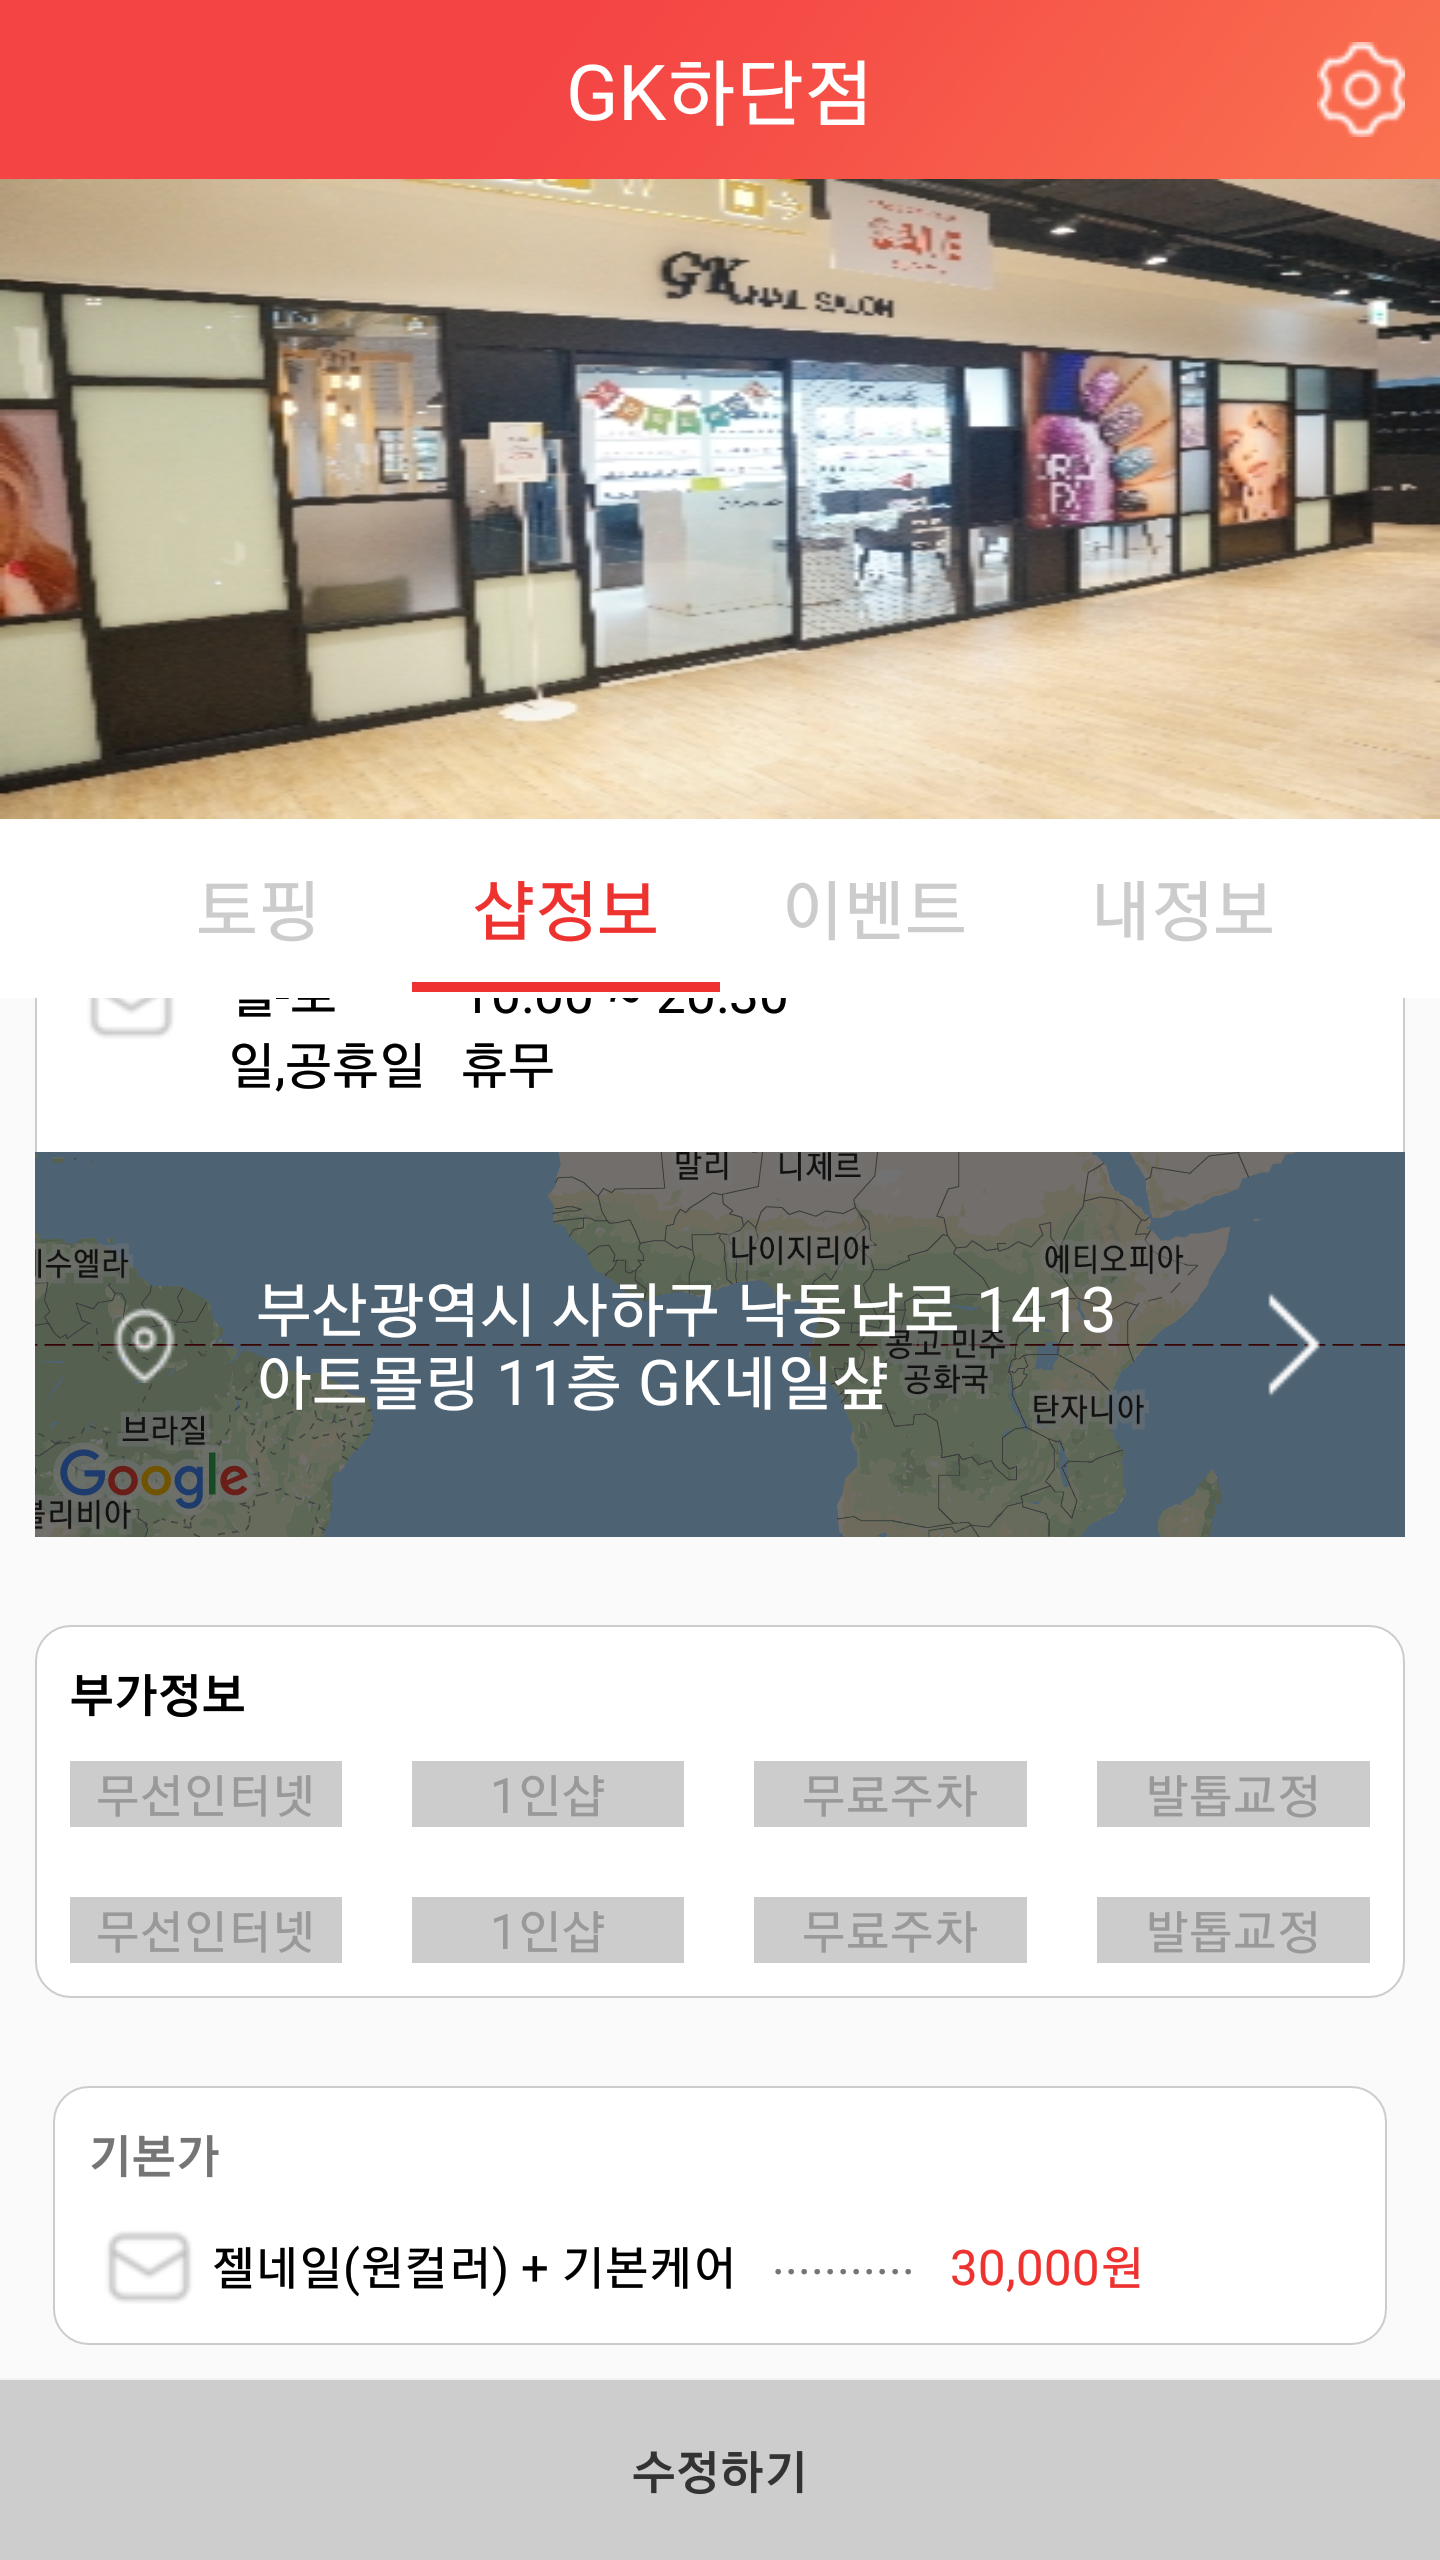 GK하단점
SALE
GK NAIL SALON
토핑 샵정보 이벤트 내정보
월-토 10:00 ~ 20:30
일,공휴일 휴무
말리 니제르
나이지리아
에티오피아
수엘라
부산광역시 사하구 낙동남로 1413
콩고 민주
공화국
아트몰링 11층 GK네일샾
탄자니아
브라질
Google
볼리비아
부가정보
무선인터넷 1인샵 무료주차 발톱교정
무선인터넷 1인샵 무료주차 발톱교정
기본가
젤네일(원컬러) + 기본케어 ........... 30,000원
수정하기